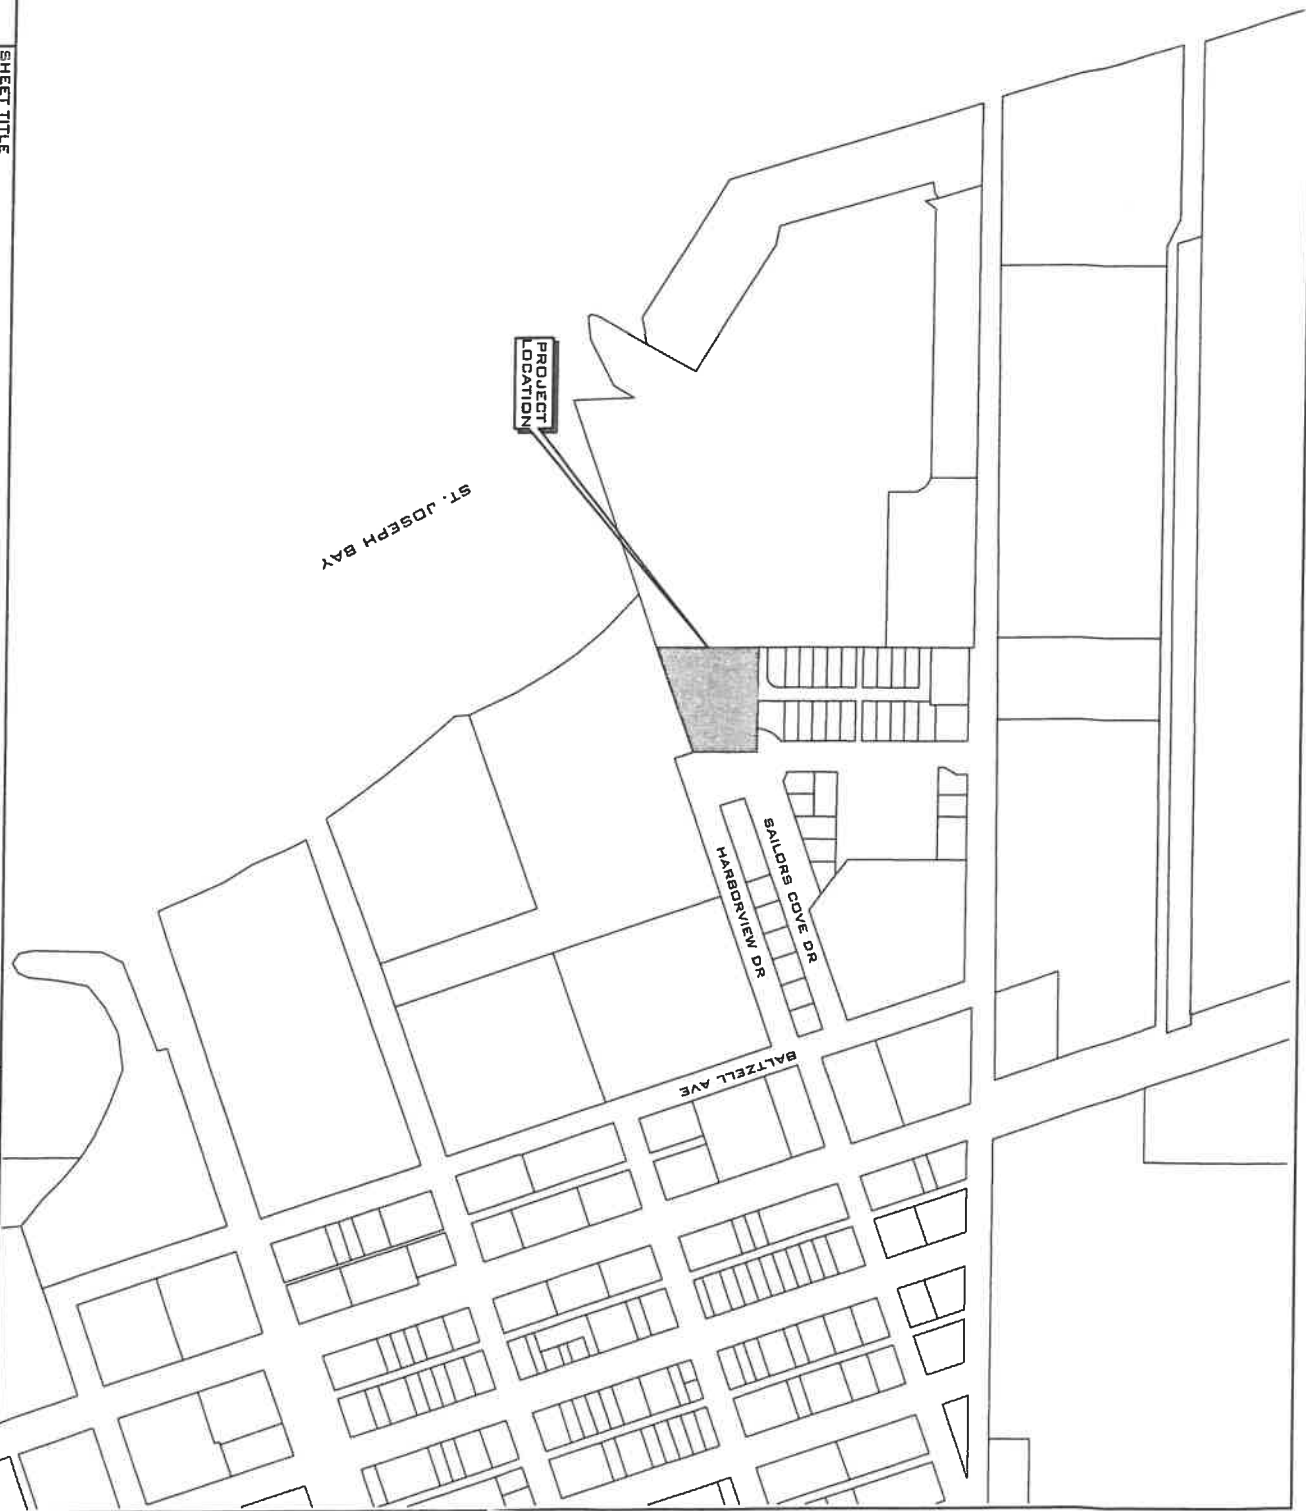 SHEET TITLE
PROJECT
LOCATION
ST. JOSEPH BAY
SAILORS COVE DR
HARBORVIEW DR
BALTZELL AVE